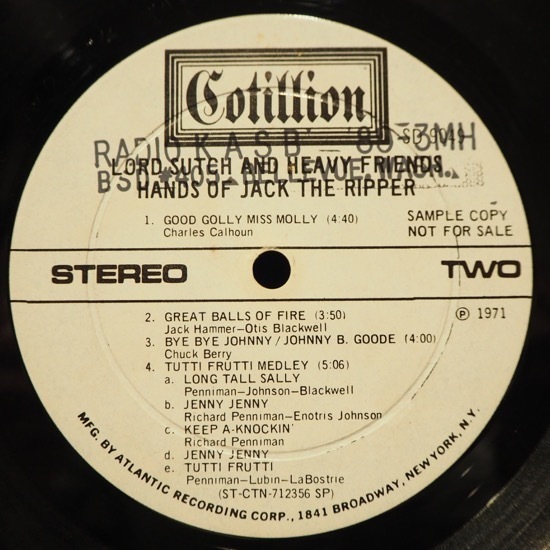 Cotillion
SD 9049
RADIO K A S B
LORD SUTCH AND HEAVY FRIENDS
HANDS OF JACK THE RIPPER
1. GOOD GOLLY MISS MOLLY (4:40)
Charles Calhoun
SAMPLE COPY
NOT FOR SALE
STEREO
TWO
2. GREAT BALLS OF FIRE (3:50)
Jack Hammer-Otis Blackwell
℗ 1971
3. BYE BYE JOHNNY/JOHNNY B. GOODE (4:00)
Chuck Berry
4. TUTTI FRUTTI MEDLEY (5:06)
a. LONG TALL SALLY
Penniman-Johnson-Blackwell
b. JENNY JENNY
Richard Penniman-Enotris Johnson
c. KEEP A-KNOCKIN'
Richard Penniman
d. JENNY JENNY
e. TUTTI FRUTTI
Penniman-Lubin-LaBostrie
(ST-CTN-712356 SP)
MFG. BY ATLANTIC RECORDING CORP., 1841 BROADWAY, NEW YORK, N.Y.